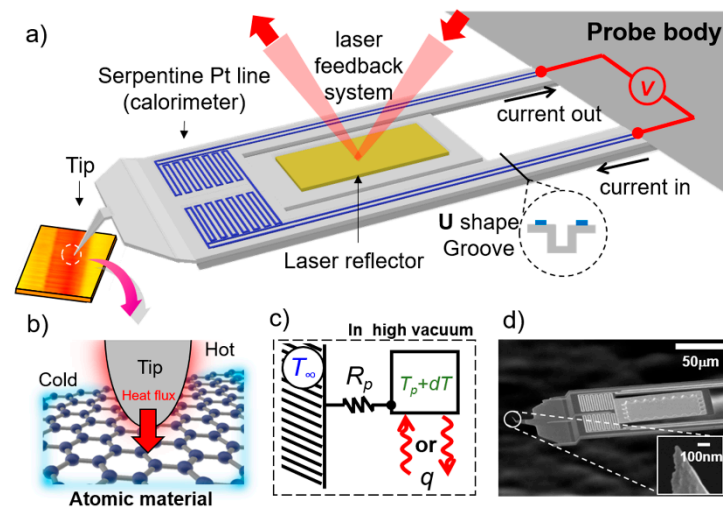 a)
laser
feedback
system
Probe body
Serpentine Pt line
(calorimeter)
V
current out
Tip
current in
U shape
Groove
Laser reflector
b)
Tip
Hot
Cold
Heat flux
Atomic material
c)
In high vacuum
T∞
Rp
Tp+dT
or
q
d)
50μm
100nm